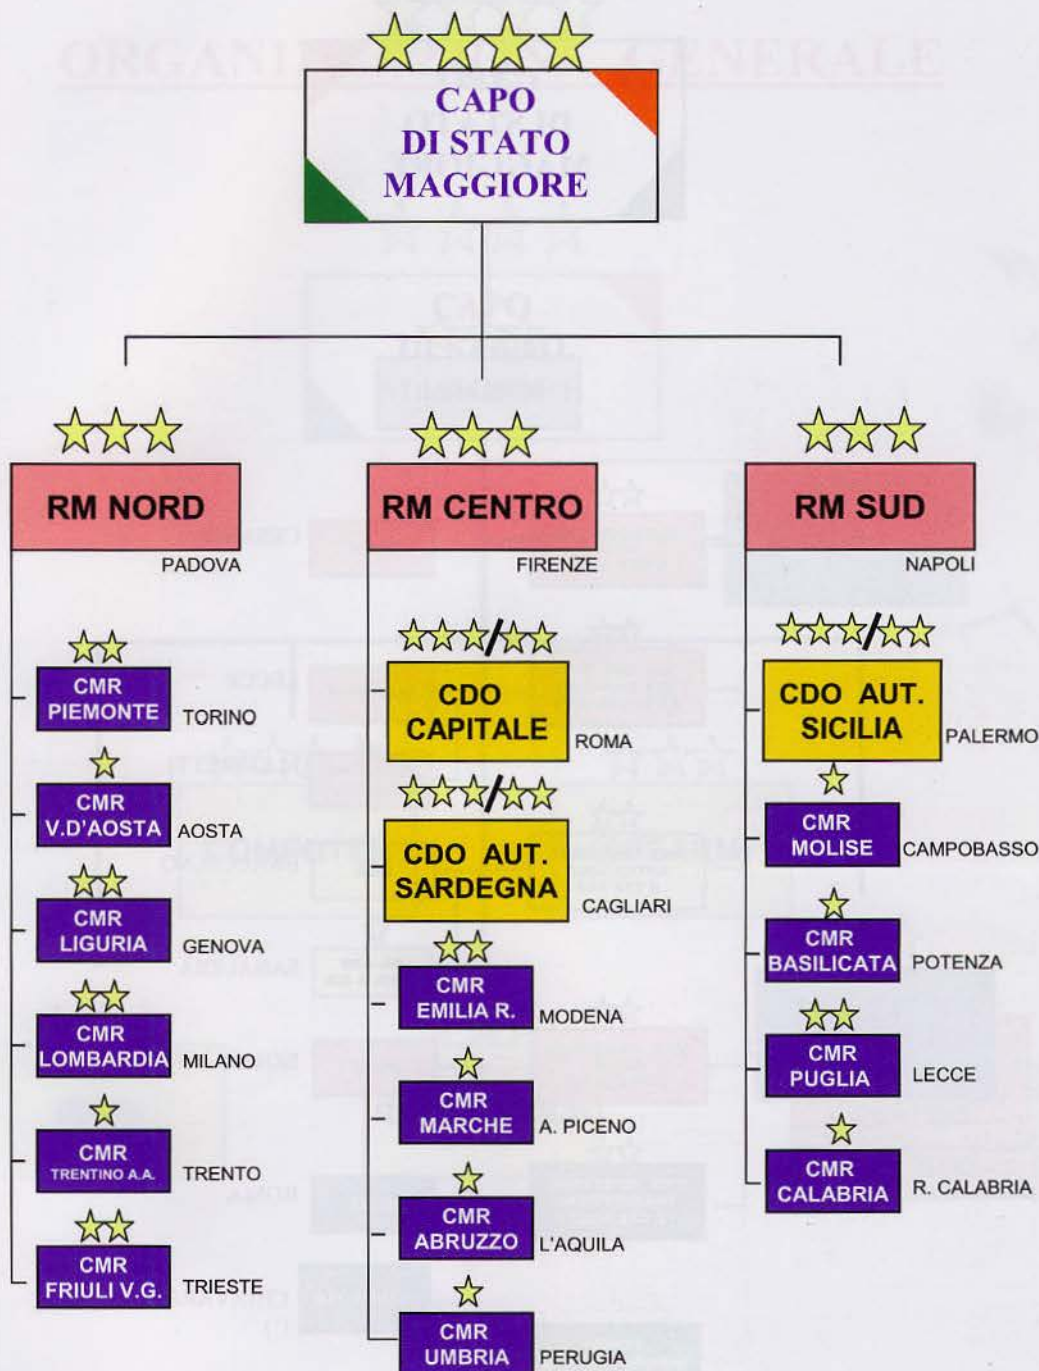 CAPO
DI STATO
MAGGIORE
RM NORD
PADOVA
CMR
PIEMONTE
TORINO
CMR
V.D'AOSTA
AOSTA
CMR
LIGURIA
GENOVA
CMR
LOMBARDIA
MILANO
CMR
TRENTINO A.A.
TRENTO
CMR
FRIULI V.G.
TRIESTE
RM CENTRO
FIRENZE
CDO
CAPITALE
ROMA
CDO AUT.
SARDEGNA
CAGLIARI
CMR
EMILIA R.
MODENA
CMR
MARCHE
A. PICENO
CMR
ABRUZZO
L'AQUILA
CMR
UMBRIA
PERUGIA
RM SUD
NAPOLI
CDO AUT.
SICILIA
PALERMO
CMR
MOLISE
CAMPOBASSO
CMR
BASILICATA
POTENZA
CMR
PUGLIA
LECCE
CMR
CALABRIA
R. CALABRIA